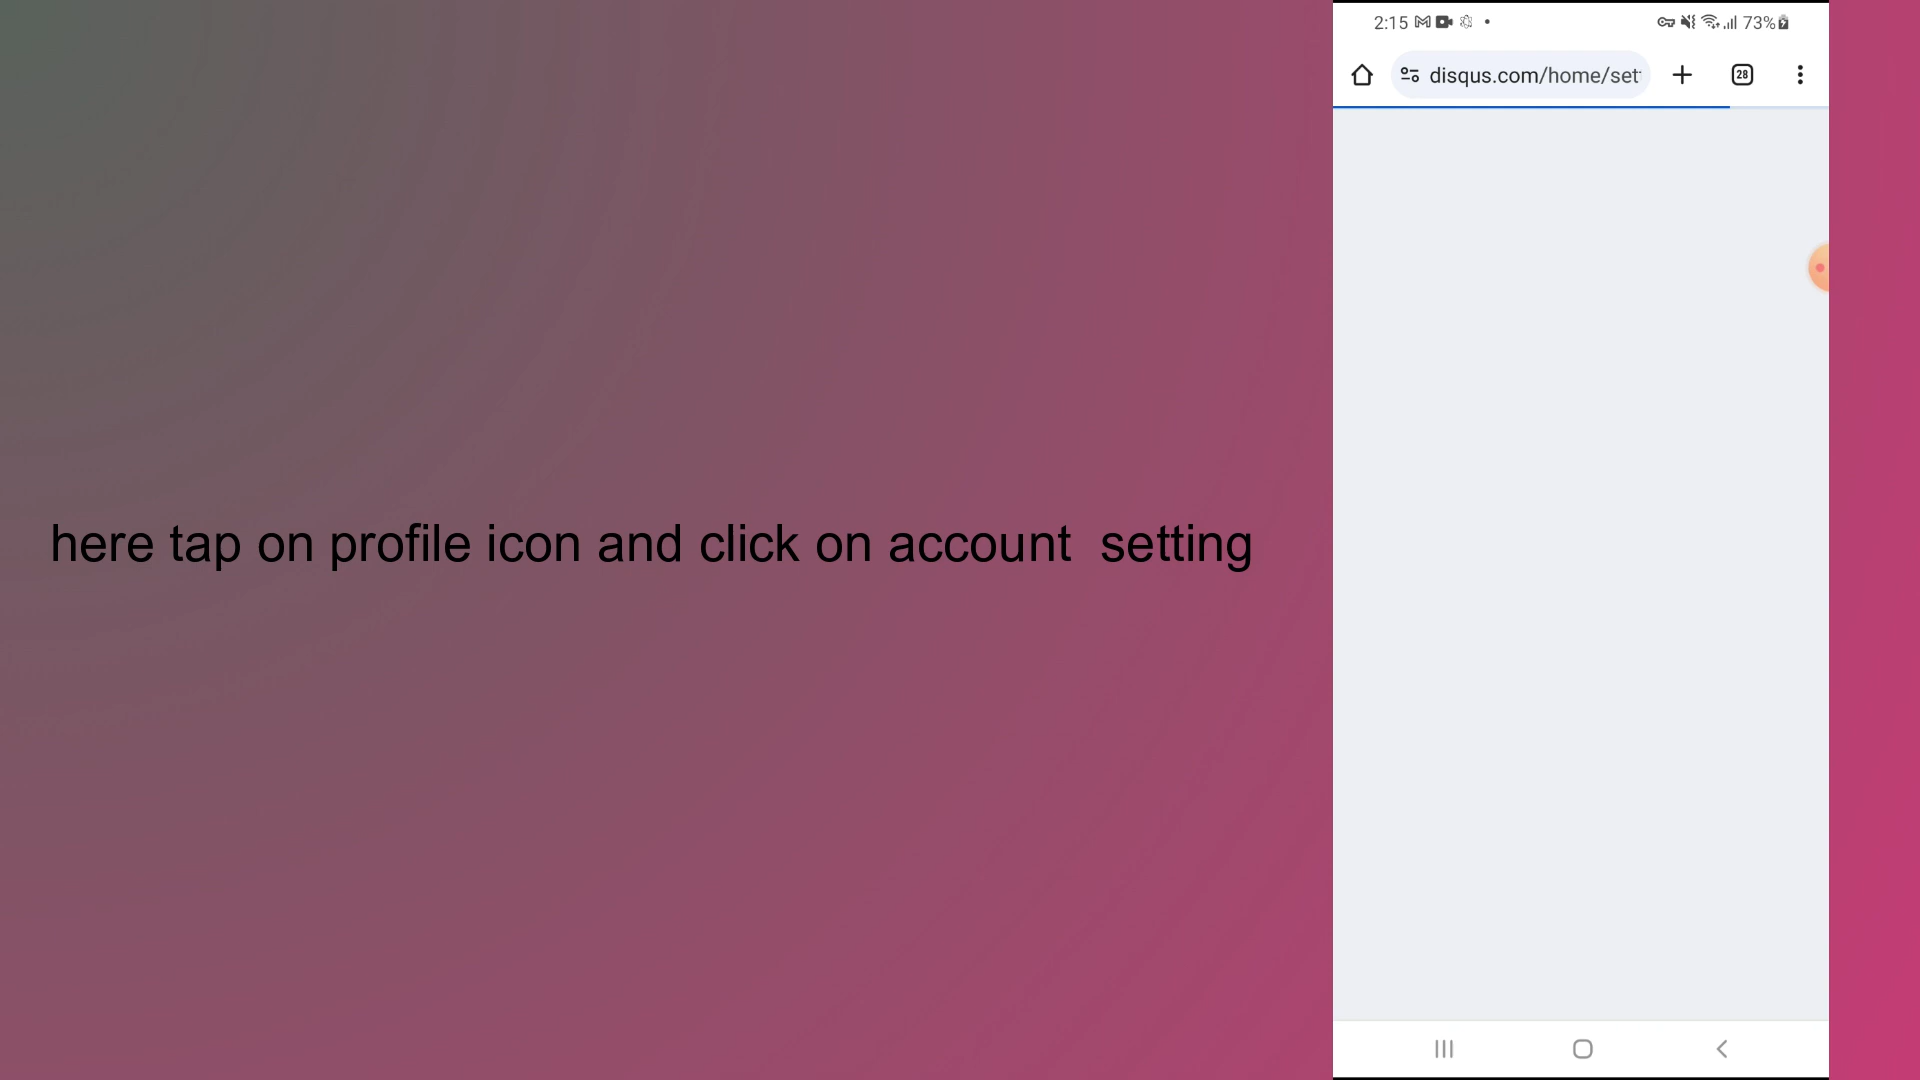 2:15
73%
disqus.com/home/set
28
here tap on profile icon and click on account  setting